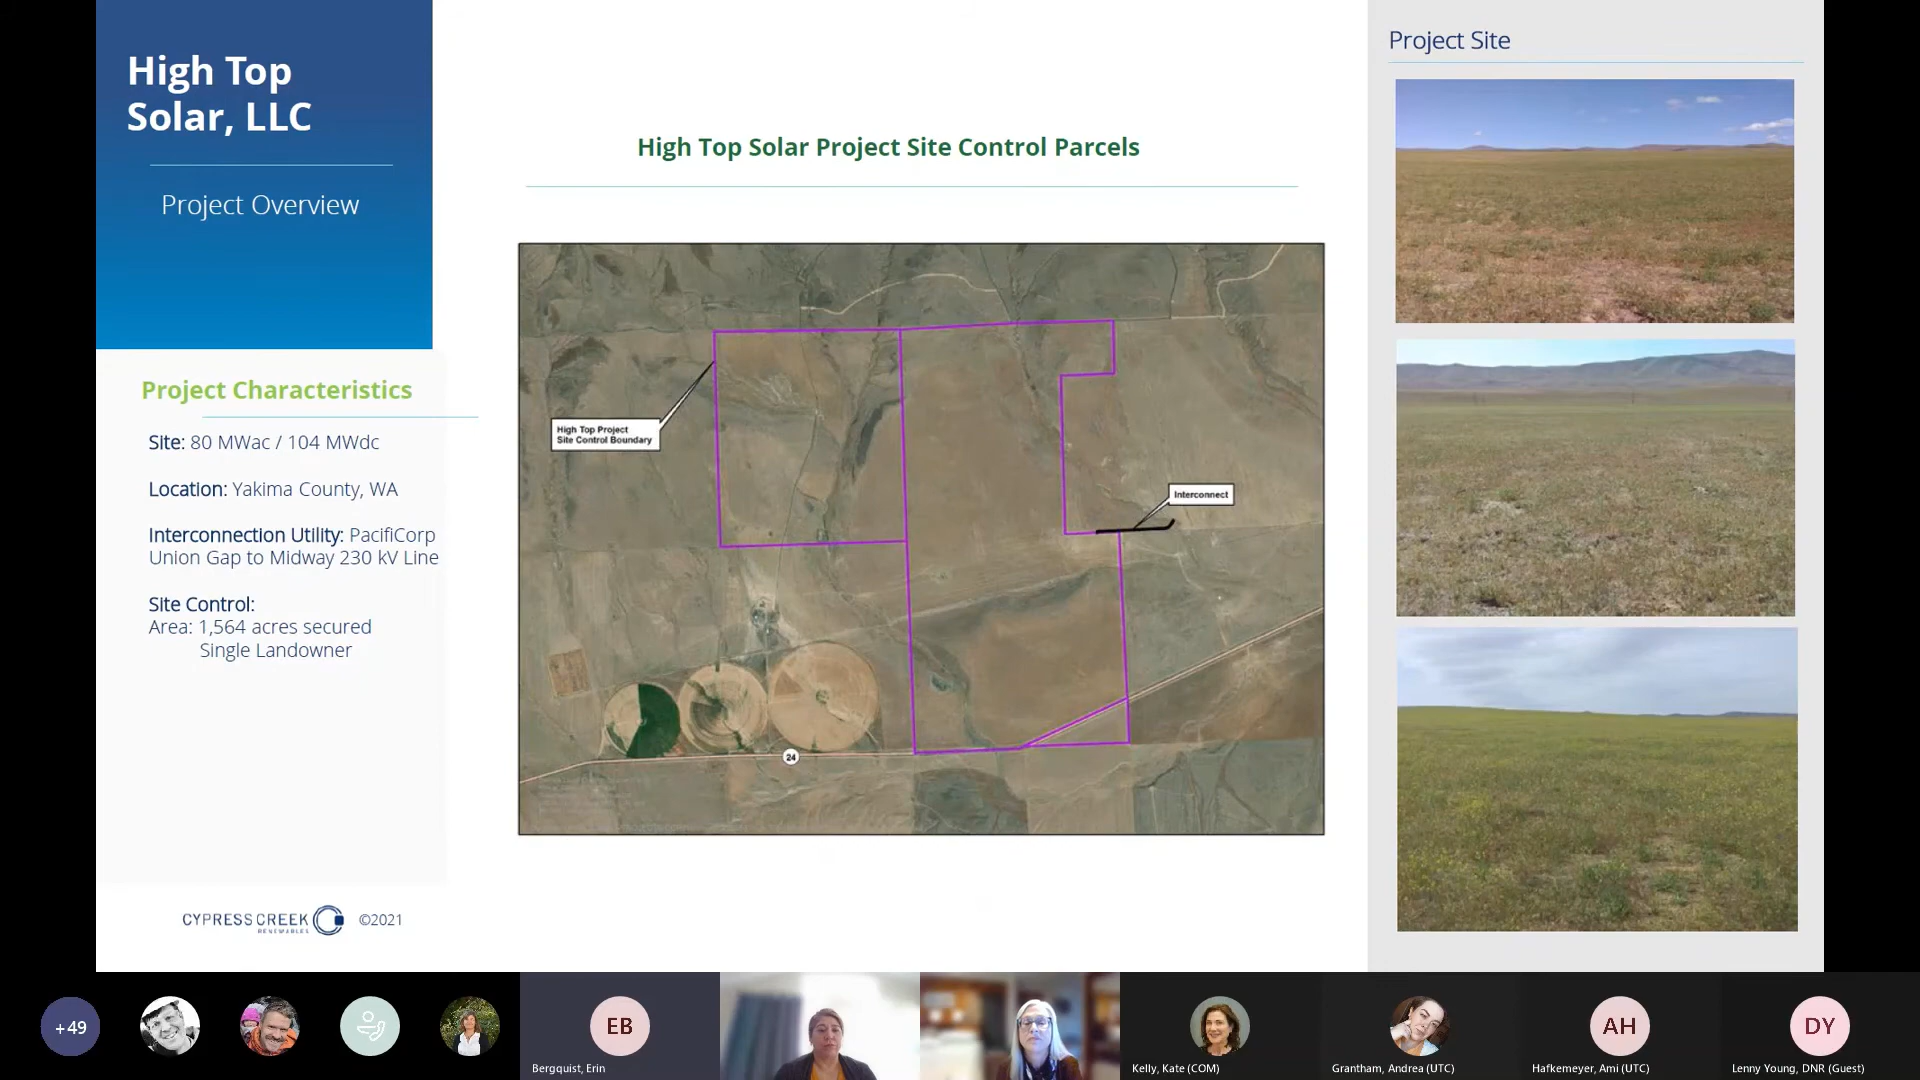 High Top
Solar, LLC
Project Overview
Project Characteristics
Site: 80 MWac / 104 MWdc
Location: Yakima County, WA
Interconnection Utility: PacifiCorp
Union Gap to Midway 230 kV Line
Site Control:
Area: 1,564 acres secured
Single Landowner
CYPRESS CREEK
RENEWABLES
©2021
High Top Solar Project Site Control Parcels
High Top Project
Site Control Boundary
Interconnect
24
Project Site
+49
EB
Bergquist, Erin
Kelly, Kate (COM)
Grantham, Andrea (UTC)
AH
Hafkemeyer, Ami (UTC)
DY
Lenny Young, DNR (Guest)